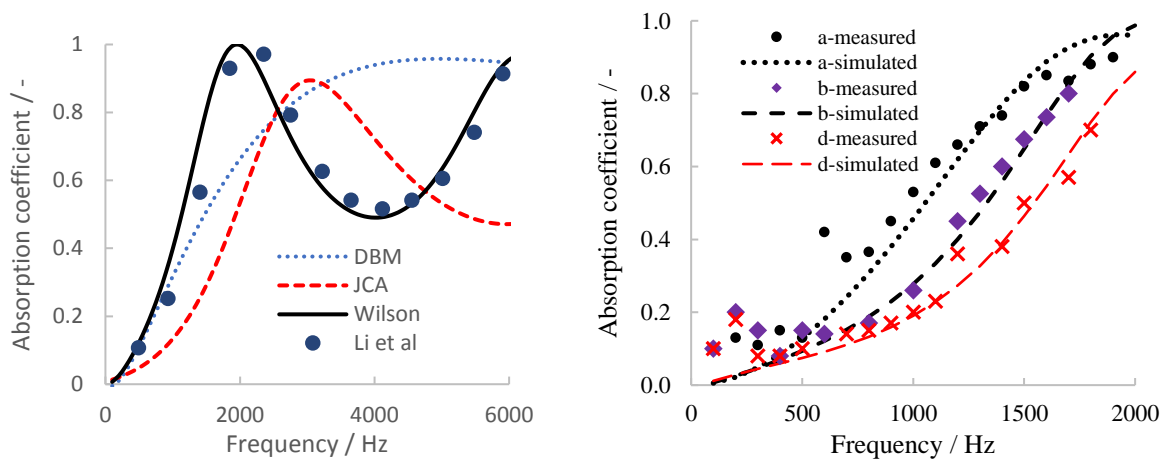 Absorption coefficient / -
1
0.8
0.6
0.4
0.2
0
DBM
JCA
Wilson
Li et al
0 2000 4000 6000
Frequency / Hz
Absorption coefficient / -
1.0
0.8
0.6
0.4
0.2
0.0
a-measured
a-simulated
b-measured
b-simulated
d-measured
d-simulated
0 500 1000 1500 2000
Frequency / Hz